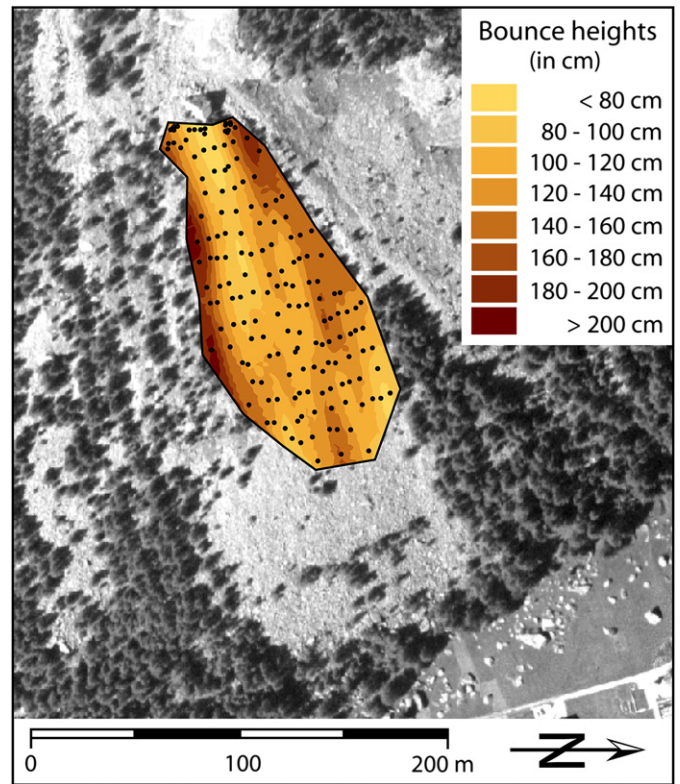 Bounce heights
(in cm)
< 80 cm
80 - 100 cm
100 - 120 cm
120 - 140 cm
140 - 160 cm
160 - 180 cm
180 - 200 cm
> 200 cm
0 100 200 m
N